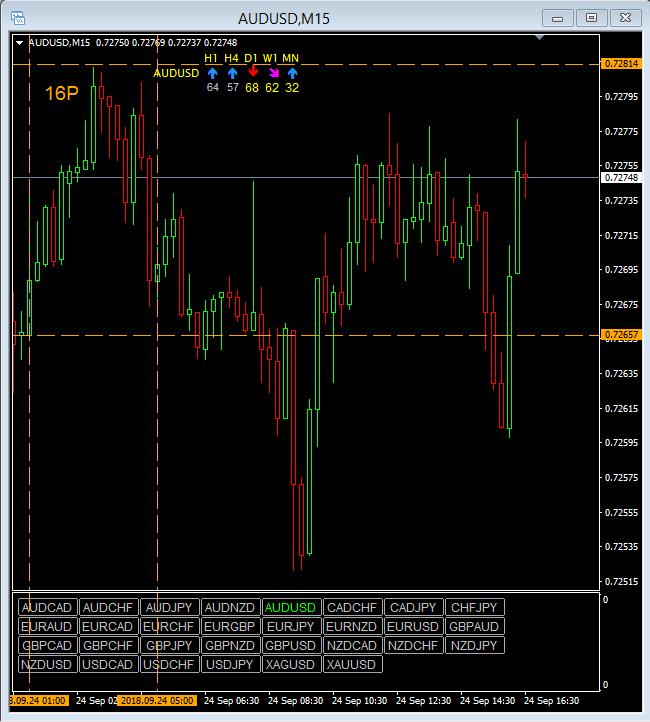 AUDUSD,M15
AUDUSD,M15 0.72750 0.72769 0.72737 0.72748
H1 H4 D1 W1 MN
AUDUSD
64 57 68 62 32
16P
0.72814
0.72795
0.72775
0.72755
0.72748
0.72735
0.72715
0.72695
0.72675
0.72657
0.72635
0.72615
0.72595
0.72575
0.72555
0.72535
0.72515
0
AUDCAD AUDCHF AUDJPY AUDNZD AUDUSD CADCHF CADJPY CHFJPY
EURAUD EURCAD EURCHF EURGBP EURJPY EURNZD EURUSD GBPAUD
GBPCAD GBPCHF GBPJPY GBPNZD GBPUSD NZDCAD NZDCHF NZDJPY
NZDUSD USDCAD USDCHF USDJPY XAGUSD XAUUSD
0
8.09.24 01:00 24 Sep 02 2018.09.24 05:00 24 Sep 06:30 24 Sep 08:30 24 Sep 10:30 24 Sep 12:30 24 Sep 14:30 24 Sep 16:30